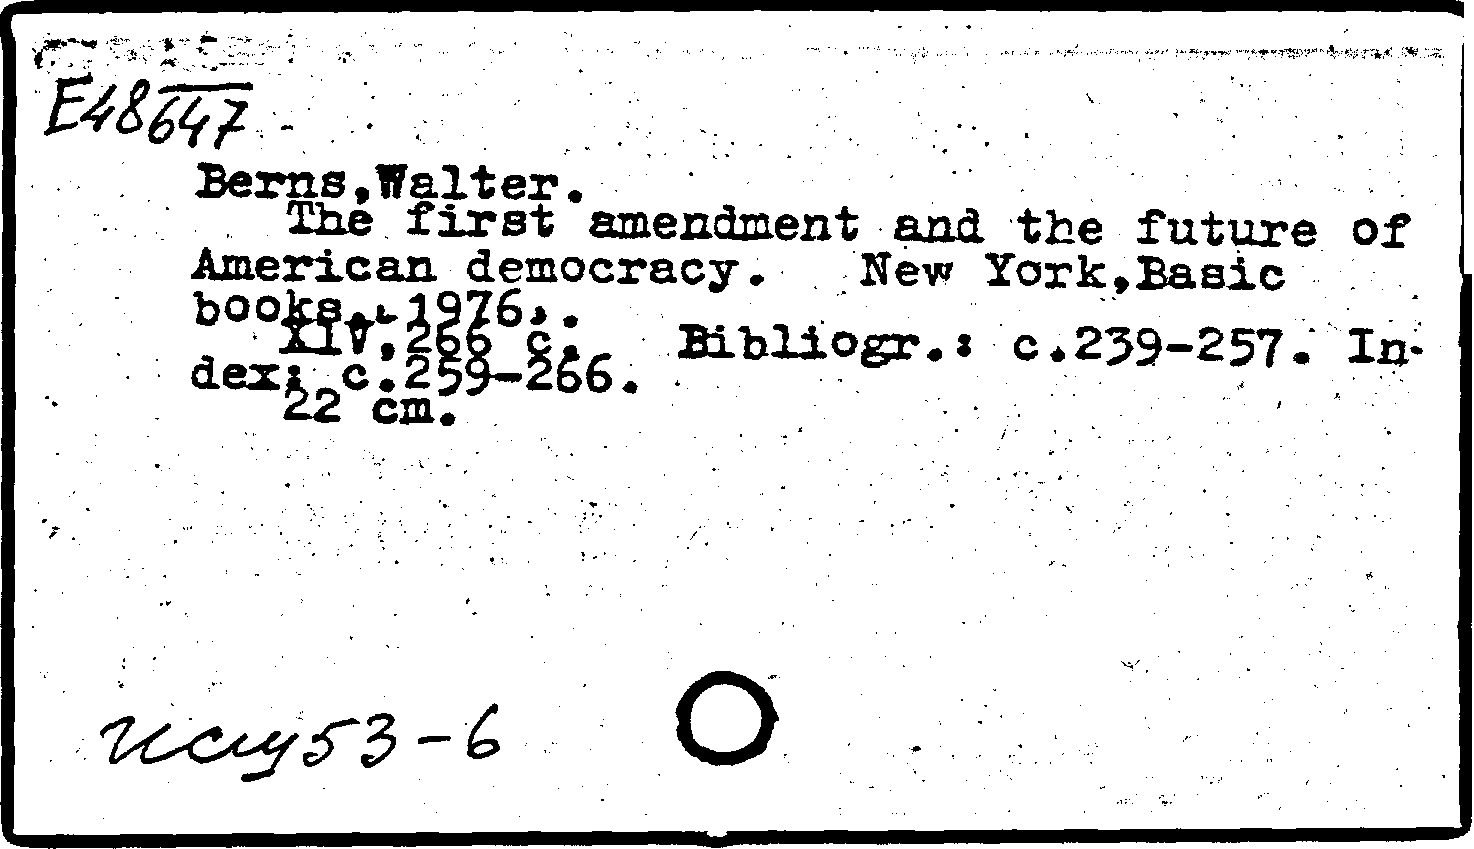 E48647
Berns,Walter.
The first amendment and the future of
American democracy. New York,Basic
books, 1976.
XIV,266 c. Bibliogr.: c.239-257. In-
dex: c.259-266.
22 cm.
53-6